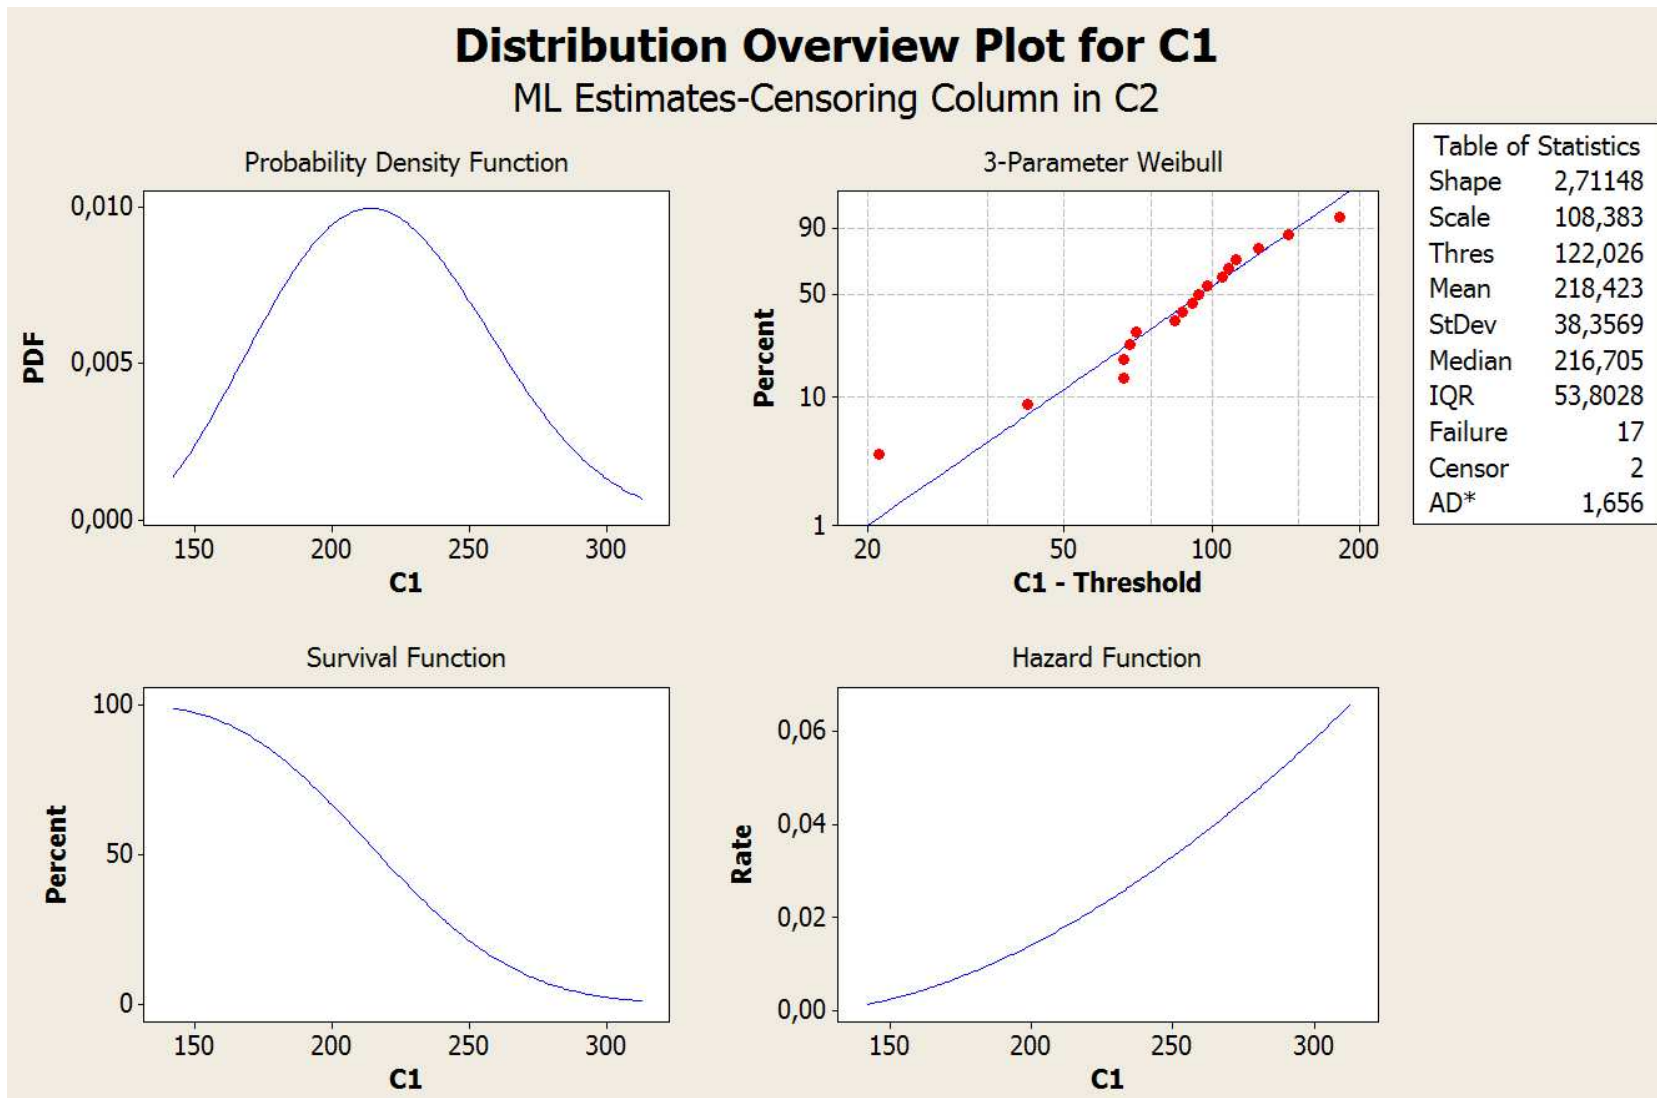 Distribution Overview Plot for C1
ML Estimates-Censoring Column in C2
Probability Density Function
0,010
0,005
0,000
PDF
150 200 250 300
C1
3-Parameter Weibull
90
50
10
1
Percent
20 50 100 200
C1 - Threshold
Table of Statistics
Shape 2,71148
Scale 108,383
Thres 122,026
Mean 218,423
StDev 38,3569
Median 216,705
IQR 53,8028
Failure 17
Censor 2
AD* 1,656
Survival Function
100
50
0
Percent
150 200 250 300
C1
Hazard Function
0,06
0,04
0,02
0,00
Rate
150 200 250 300
C1